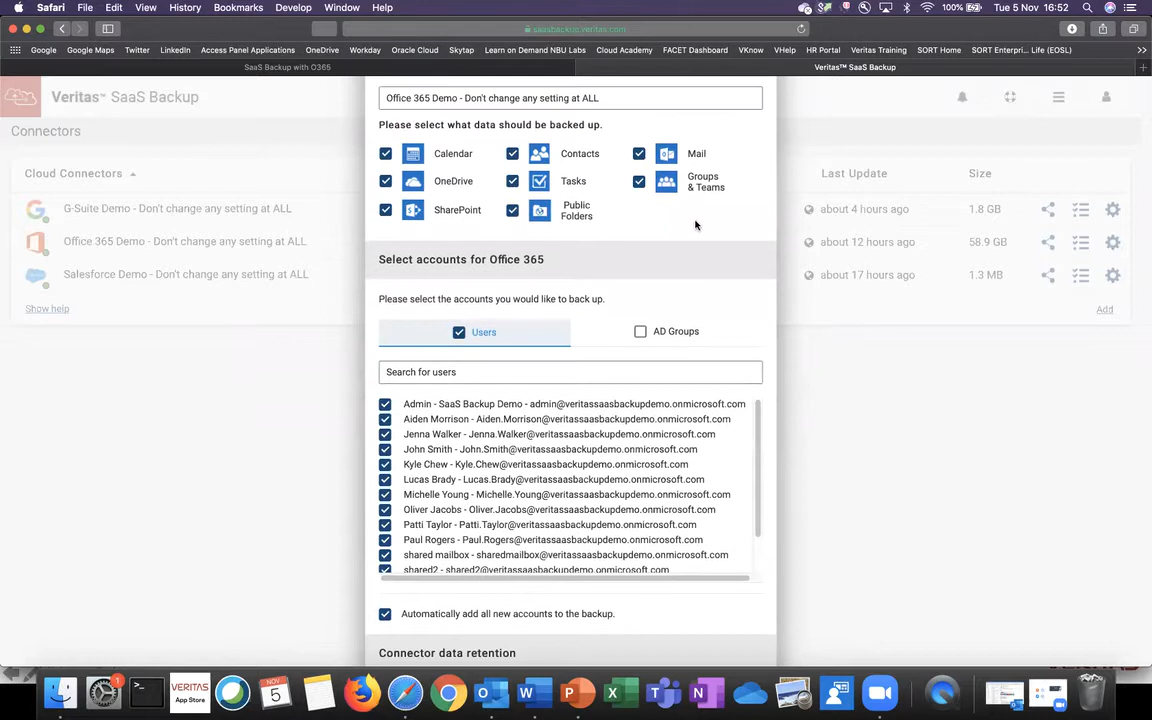 Safari File Edit View History Bookmarks Develop Window Help 100% Tue 5 Nov 16:52
saasbackup.veritas.com
Google Google Maps Twitter LinkedIn Access Panel Applications OneDrive Workday Oracle Cloud Skytap Learn on Demand NBU Labs Cloud Academy FACET Dashboard VKnow VHelp HR Portal Veritas Training SORT Home SORT Enterpri... Life (EOSL)
SaaS Backup with O365 Veritas™ SaaS Backup
Veritas™ SaaS Backup
Office 365 Demo - Don't change any setting at ALL
Connectors
Please select what data should be backed up.
Calendar Contacts Mail
OneDrive Tasks Groups & Teams
SharePoint Public Folders
Cloud Connectors Last Update Size
G-Suite Demo - Don't change any setting at ALL about 4 hours ago 1.8 GB
Office 365 Demo - Don't change any setting at ALL about 12 hours ago 58.9 GB
Salesforce Demo - Don't change any setting at ALL about 17 hours ago 1.3 MB
Show help Add
Select accounts for Office 365
Please select the accounts you would like to back up.
Users AD Groups
Search for users
Admin - SaaS Backup Demo - admin@veritassaasbackupdemo.onmicrosoft.com
Aiden Morrison - Aiden.Morrison@veritassaasbackupdemo.onmicrosoft.com
Jenna Walker - Jenna.Walker@veritassaasbackupdemo.onmicrosoft.com
John Smith - John.Smith@veritassaasbackupdemo.onmicrosoft.com
Kyle Chew - Kyle.Chew@veritassaasbackupdemo.onmicrosoft.com
Lucas Brady - Lucas.Brady@veritassaasbackupdemo.onmicrosoft.com
Michelle Young - Michelle.Young@veritassaasbackupdemo.onmicrosoft.com
Oliver Jacobs - Oliver.Jacobs@veritassaasbackupdemo.onmicrosoft.com
Patti Taylor - Patti.Taylor@veritassaasbackupdemo.onmicrosoft.com
Paul Rogers - Paul.Rogers@veritassaasbackupdemo.onmicrosoft.com
shared mailbox - sharedmailbox@veritassaasbackupdemo.onmicrosoft.com
shared2 - shared2@veritassaasbackupdemo.onmicrosoft.com
Automatically add all new accounts to the backup.
Connector data retention
1
VERITAS
App Store
NOV
5